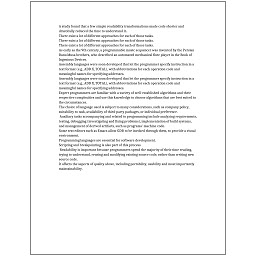 A study found that a few simple readability transformations made code shorter and
drastically reduced the time to understand it.
There exist a lot of different approaches for each of those tasks.
There exist a lot of different approaches for each of those tasks.
There exist a lot of different approaches for each of those tasks.
As early as the 9th century, a programmable music sequencer was invented by the Persian
Banu Musa brothers, who described an automated mechanical flute player in the Book of
Ingenious Devices.
Assembly languages were soon developed that let the programmer specify instruction in a
text format (e.g., ADD X, TOTAL), with abbreviations for each operation code and
meaningful names for specifying addresses.
Assembly languages were soon developed that let the programmer specify instruction in a
text format (e.g., ADD X, TOTAL), with abbreviations for each operation code and
meaningful names for specifying addresses.
Expert programmers are familiar with a variety of well-established algorithms and their
respective complexities and use this knowledge to choose algorithms that are best suited to
the circumstances.
The choice of language used is subject to many considerations, such as company policy,
suitability to task, availability of third-party packages, or individual preference.
Auxiliary tasks accompanying and related to programming include analyzing requirements,
testing, debugging (investigating and fixing problems), implementation of build systems,
and management of derived artifacts, such as programs' machine code.
Some text editors such as Emacs allow GDB to be invoked through them, to provide a visual
environment.
Programming languages are essential for software development.
Scripting and breakpointing is also part of this process.
Readability is important because programmers spend the majority of their time reading,
trying to understand, reusing and modifying existing source code, rather than writing new
source code.
It affects the aspects of quality above, including portability, usability and most importantly
maintainability.